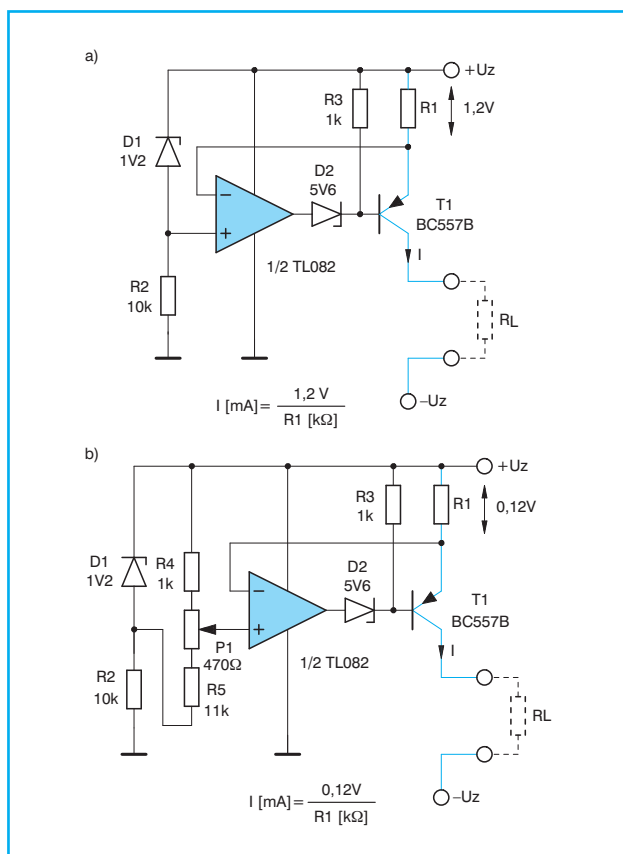 a)
+Uz
R3
1k
R1
1,2V
D1
1V2
D2
5V6
T1
BC557B
−
+
I
1/2 TL082
R2
10k
RL
−Uz
I [mA] = 1,2 V
R1 [kΩ]
b)
+Uz
R3
1k
R1
0,12V
D1
1V2
R4
1k
D2
5V6
T1
BC557B
−
+
P1
470Ω
I
1/2 TL082
R2
10k
R5
11k
RL
−Uz
I [mA] = 0,12V
R1 [kΩ]